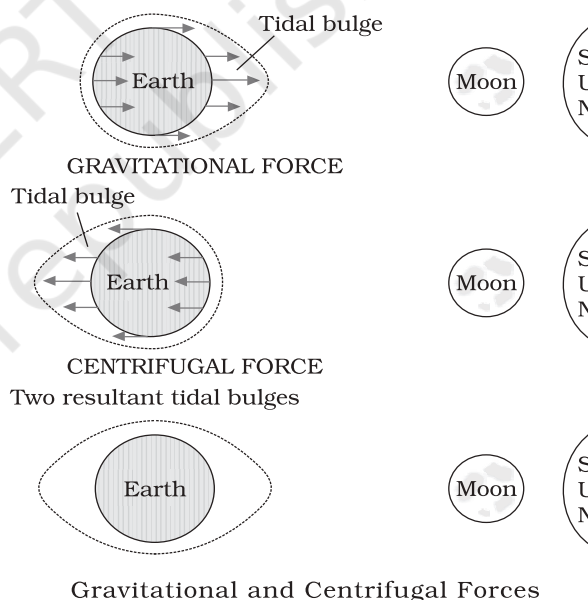 Tidal bulge
Earth
Moon
S
U
N
GRAVITATIONAL FORCE
Tidal bulge
Earth
Moon
S
U
N
CENTRIFUGAL FORCE
Two resultant tidal bulges
Earth
Moon
S
U
N
Gravitational and Centrifugal Forces